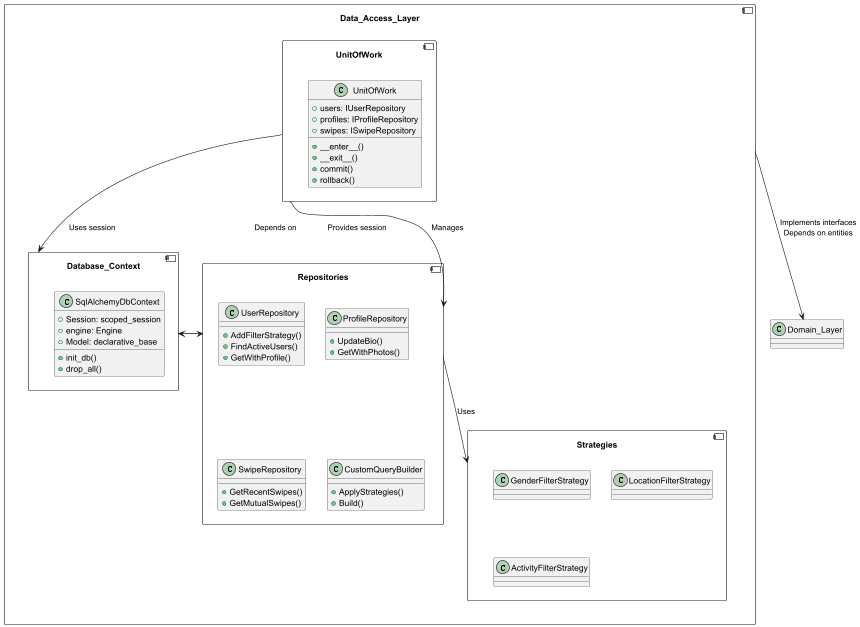 Data_Access_Layer
UnitOfWork
C UnitOfWork
users: IUserRepository
profiles: IProfileRepository
swipes: ISwipeRepository
__enter__()
__exit__()
commit()
rollback()
Uses session
Depends on
Provides session
Manages
Implements interfaces
Depends on entities
Database_Context
C SqlAlchemyDbContext
Session: scoped_session
engine: Engine
Model: declarative_base
init_db()
drop_all()
Repositories
C UserRepository
AddFilterStrategy()
FindActiveUsers()
GetWithProfile()
C ProfileRepository
UpdateBio()
GetWithPhotos()
C Domain_Layer
Uses
C SwipeRepository
GetRecentSwipes()
GetMutualSwipes()
C CustomQueryBuilder
ApplyStrategies()
Build()
Strategies
C GenderFilterStrategy
C LocationFilterStrategy
C ActivityFilterStrategy